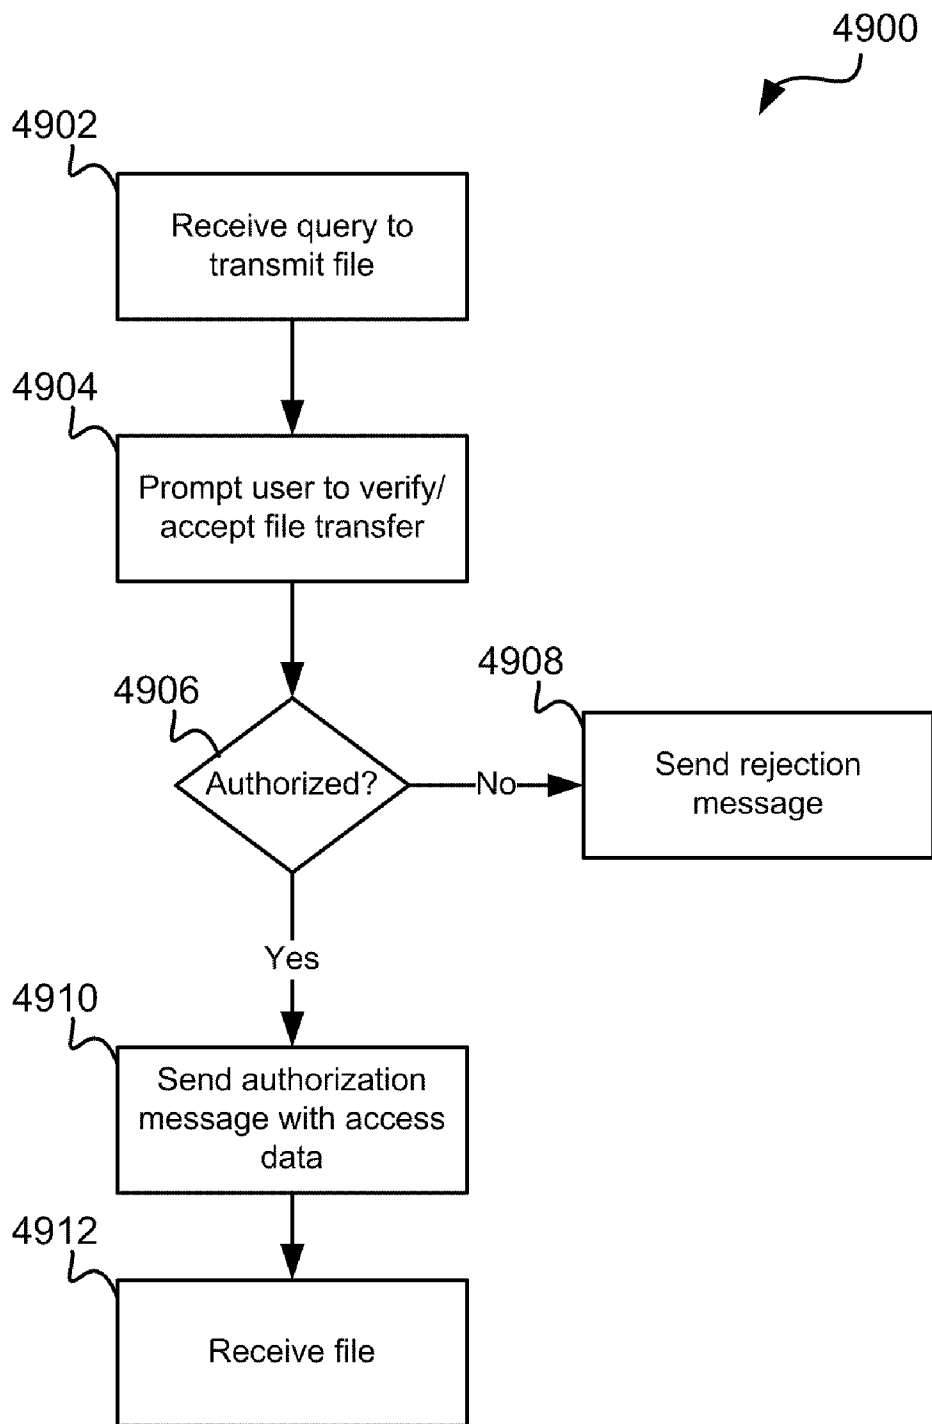 4900
4902
Receive query to
transmit file
4904
Prompt user to verify/
accept file transfer
4906
Authorized?
No
4908
Send rejection
message
Yes
4910
Send authorization
message with access
data
4912
Receive file